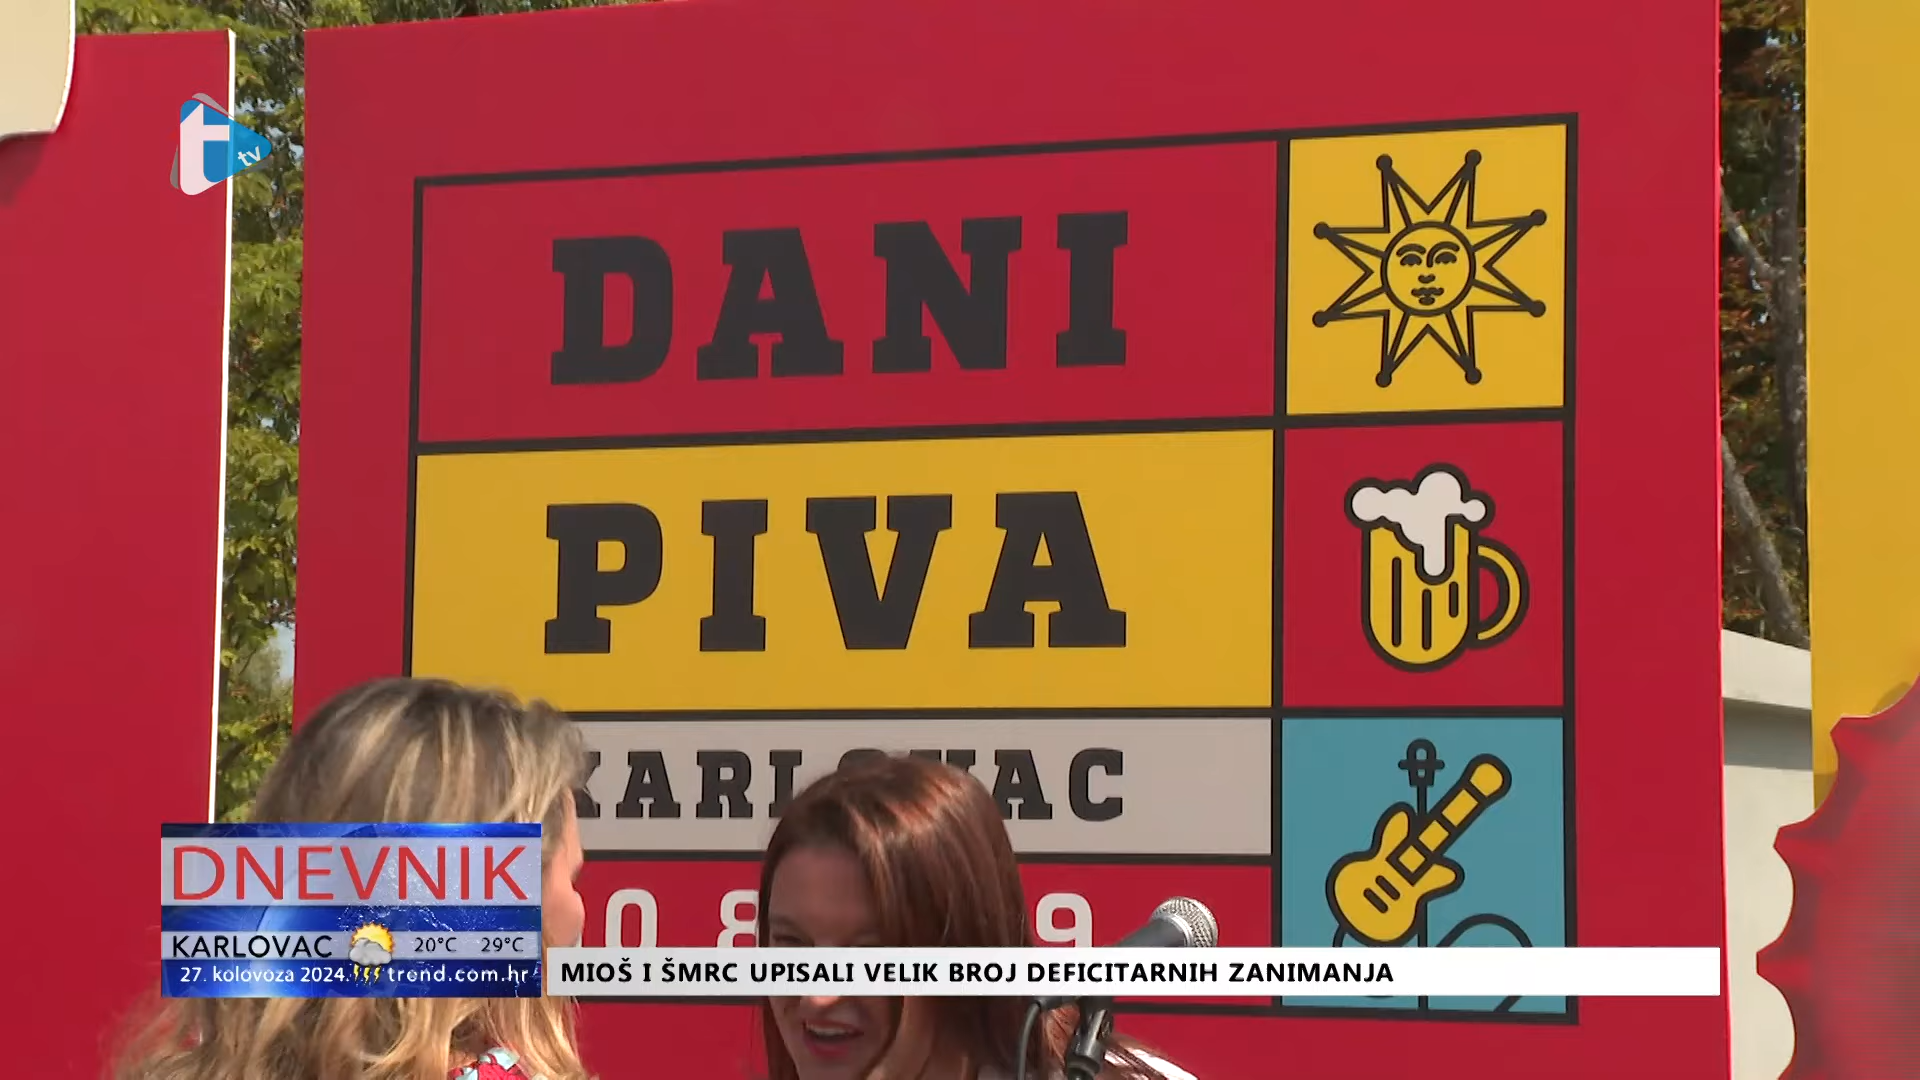 t
tv
DANI
PIVA
KARLOVAC
DNEVNIK
KARLOVAC 20°C 29°C
27. kolovoza 2024. trend.com.hr
MIOŠ I ŠMRC UPISALI VELIK BROJ DEFICITARNIH ZANIMANJA